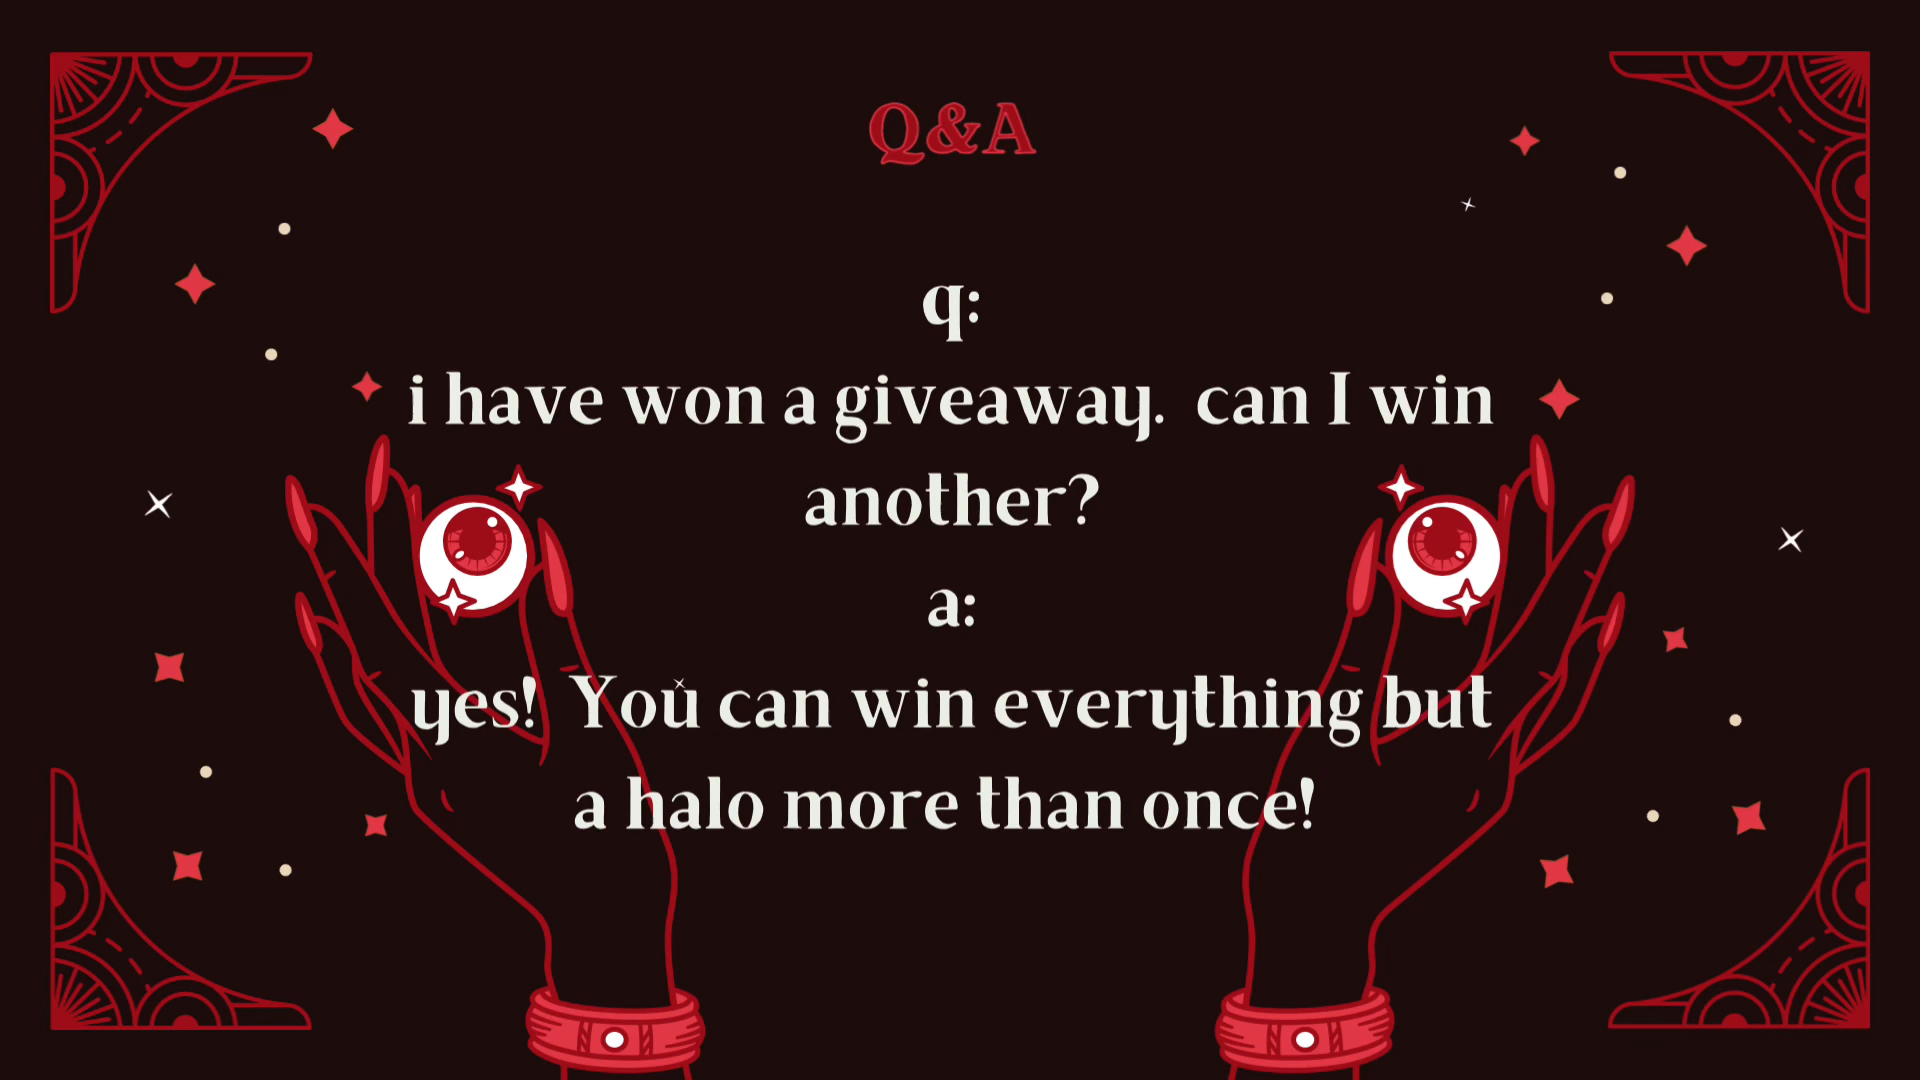 Q&A
q:
i have won a giveaway. can I win
another?
a:
yes! You can win everything but
a halo more than once!